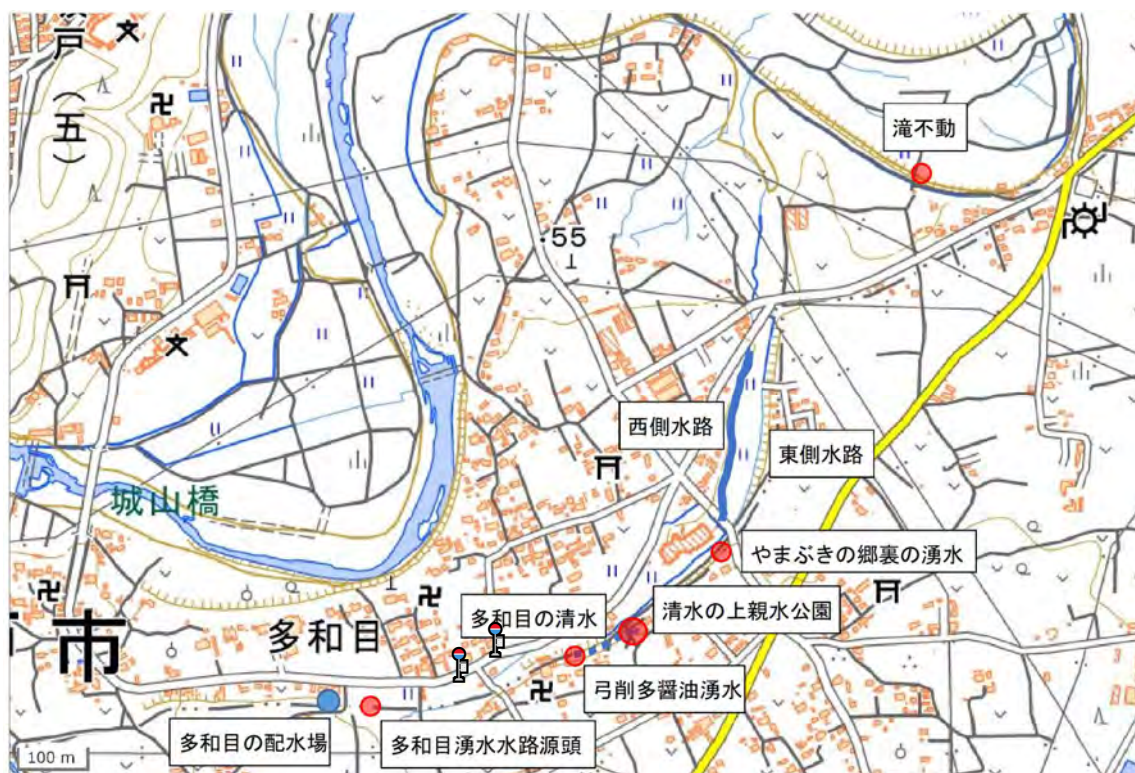 戸（五）
滝不動
55
西側水路
東側水路
城山橋
やまぶきの郷裏の湧水
多和目の清水
清水の上親水公園
市
多和目
弓削多醤油湧水
多和目の配水場
多和目湧水水路源頭
100 m